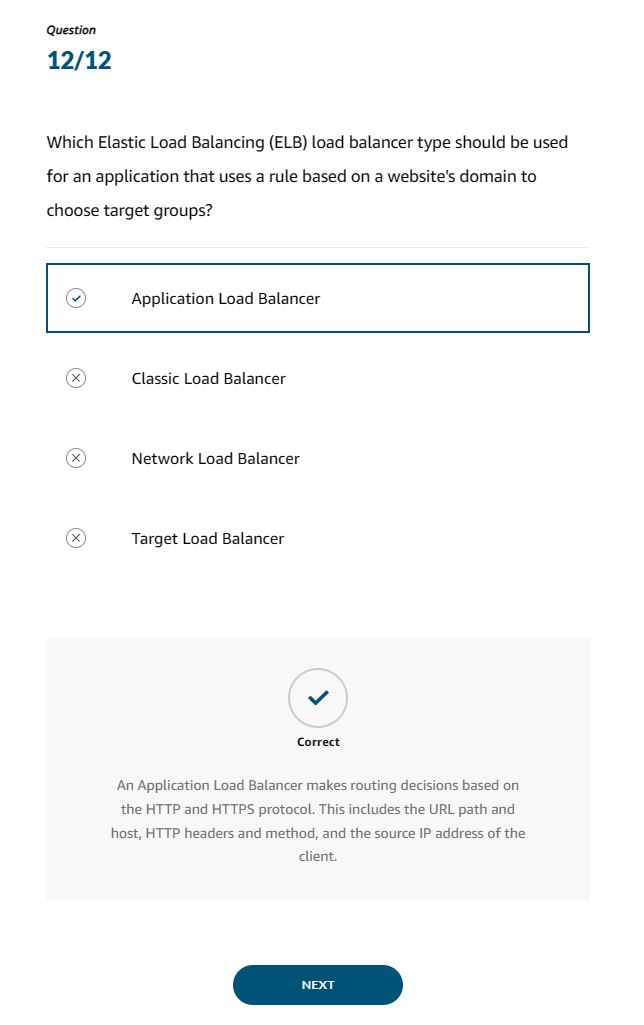 Question
12/12
Which Elastic Load Balancing (ELB) load balancer type should be used
for an application that uses a rule based on a website's domain to
choose target groups?
Application Load Balancer
Classic Load Balancer
Network Load Balancer
Target Load Balancer
Correct
An Application Load Balancer makes routing decisions based on
the HTTP and HTTPS protocol. This includes the URL path and
host, HTTP headers and method, and the source IP address of the
client.
NEXT